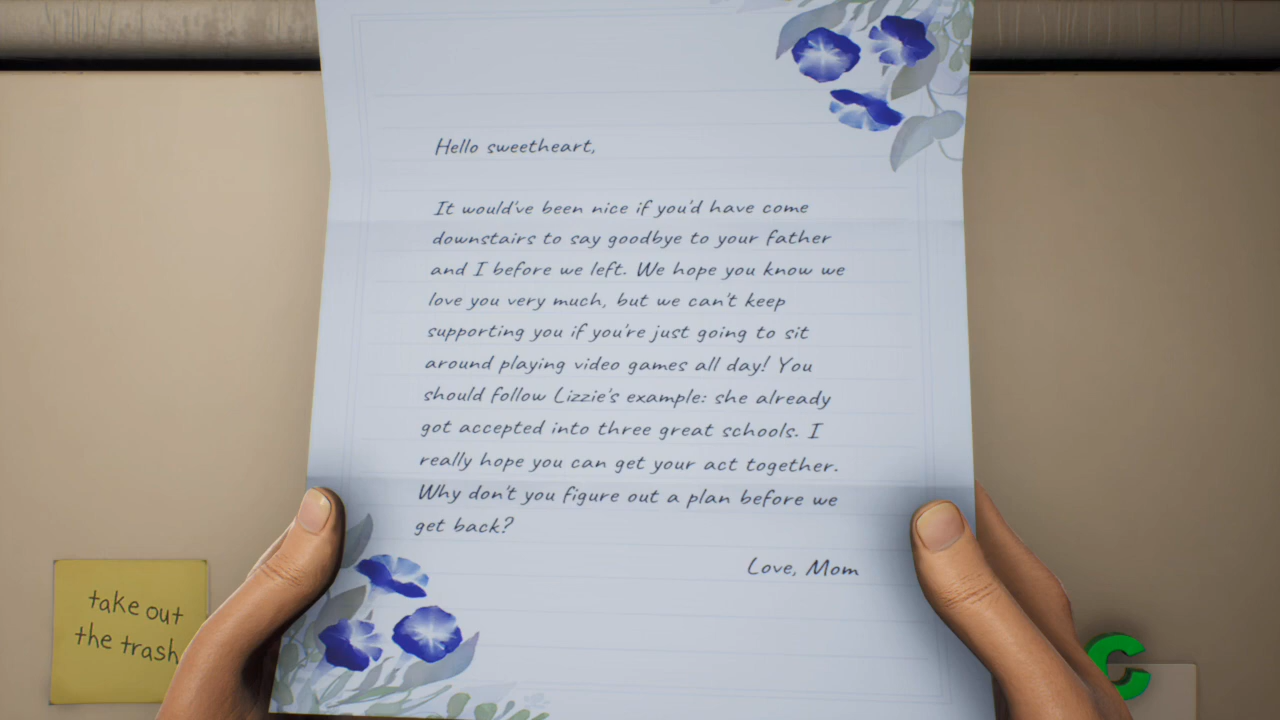 Hello sweetheart,
It would've been nice if you'd have come
downstairs to say goodbye to your father
and I before we left. We hope you know we
love you very much, but we can't keep
supporting you if you're just going to sit
around playing video games all day! You
should follow Lizzie's example: she already
got accepted into three great schools. I
really hope you can get your act together.
Why don't you figure out a plan before we
get back?
Love, Mom
take out
the trash
C